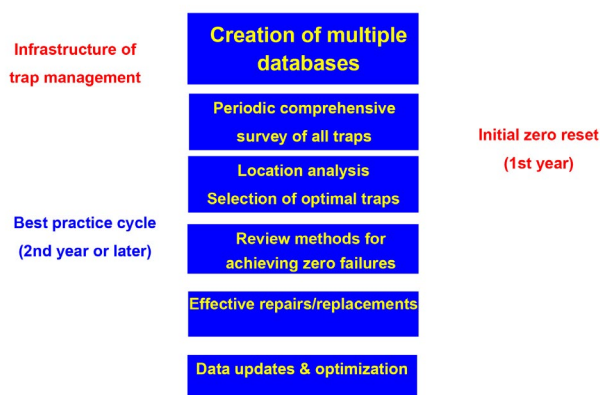 Creation of multiple
databases
Infrastructure of
trap management
Periodic comprehensive
survey of all traps
Initial zero reset
(1st year)
Location analysis
Selection of optimal traps
Best practice cycle
(2nd year or later)
Review methods for
achieving zero failures
Effective repairs/replacements
Data updates & optimization